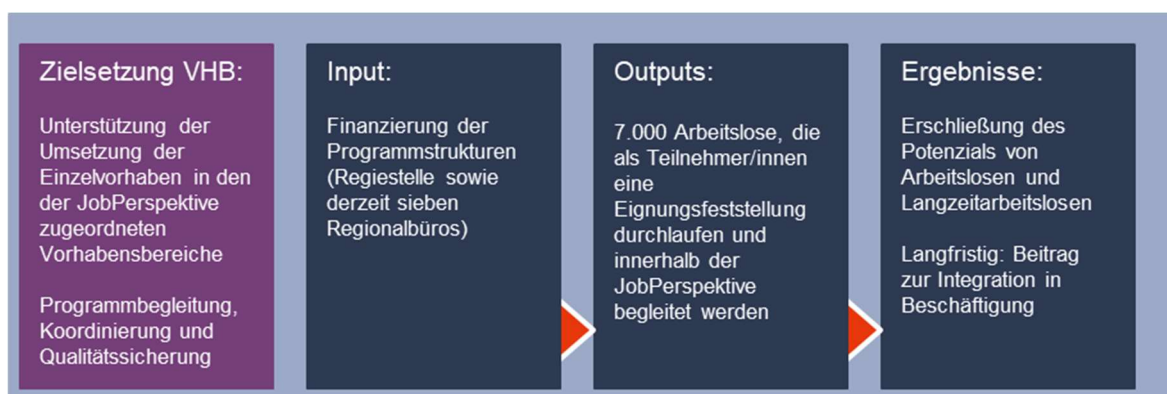 Zielsetzung VHB:
Unterstützung der
Umsetzung der
Einzelvorhaben in den
der JobPerspektive
zugeordneten
Vorhabensbereiche
Programmbegleitung,
Koordinierung und
Qualitätssicherung
Input:
Finanzierung der
Programmstrukturen
(Regiestelle sowie
derzeit sieben
Regionalbüros)
Outputs:
7.000 Arbeitslose, die
als Teilnehmer/innen
eine
Eignungsfeststellung
durchlaufen und
innerhalb der
JobPerspektive
begleitet werden
Ergebnisse:
Erschließung des
Potenzials von
Arbeitslosen und
Langzeitarbeitslosen
Langfristig: Beitrag
zur Integration in
Beschäftigung